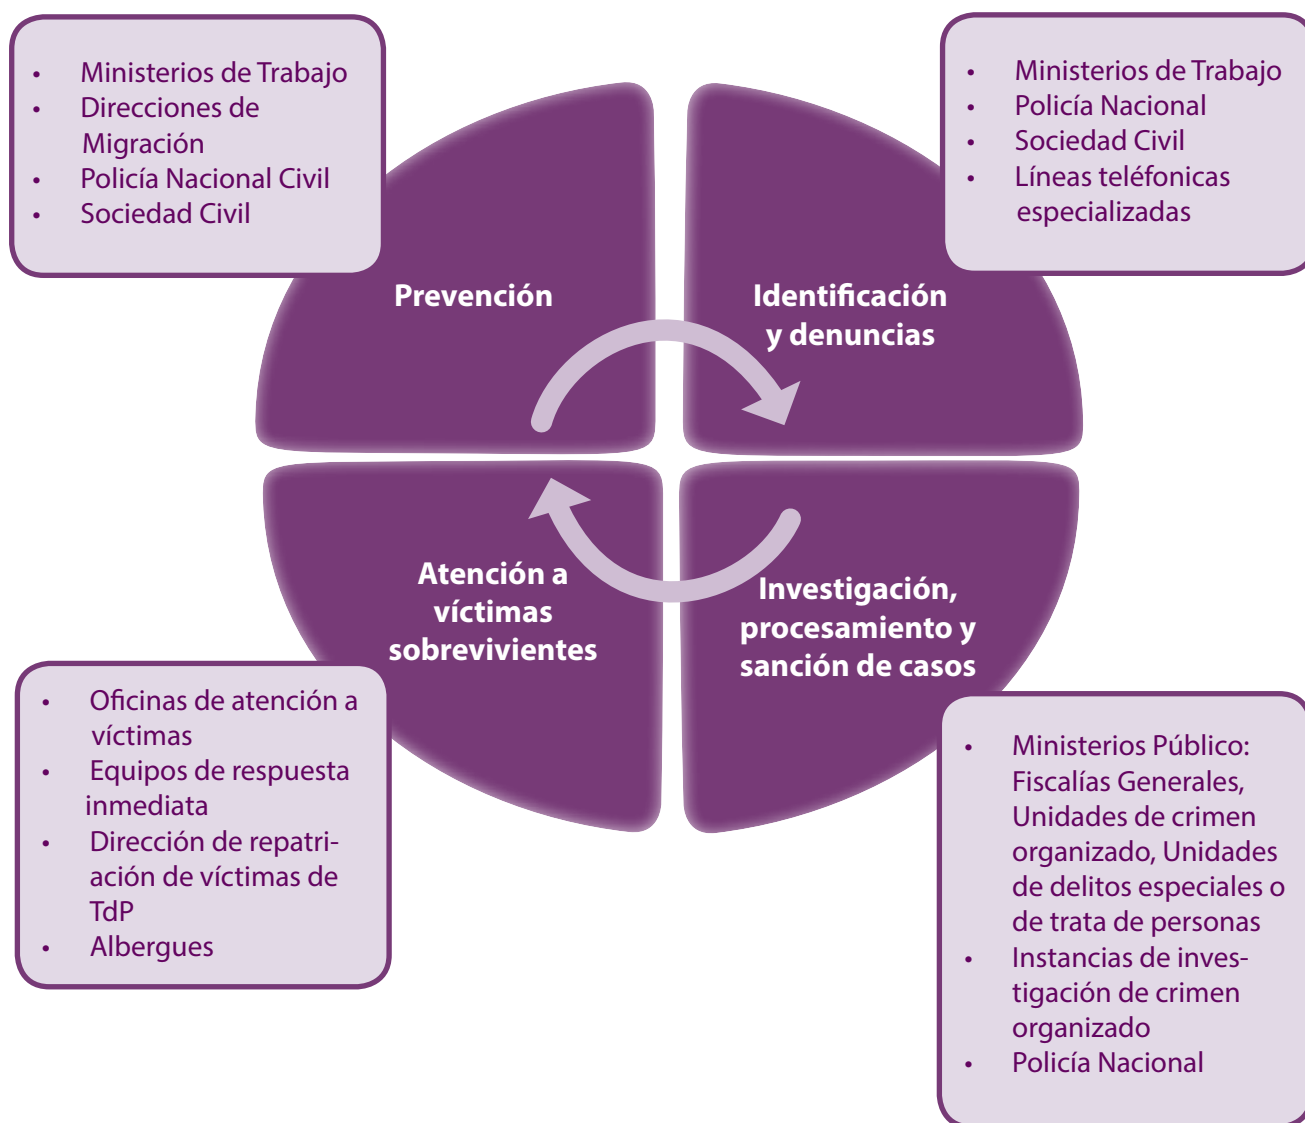 • Ministerios de Trabajo
• Direcciones de
Migración
• Policía Nacional Civil
• Sociedad Civil
• Ministerios de Trabajo
• Policía Nacional
• Sociedad Civil
• Líneas teléfonicas
especializadas
Prevención
Identificación
y denuncias
Atención a
víctimas
sobrevivientes
Investigación,
procesamiento y
sanción de casos
• Oficinas de atención a
víctimas
• Equipos de respuesta
inmediata
• Dirección de repatri-
ación de víctimas de
TdP
• Albergues
• Ministerios Público:
Fiscalías Generales,
Unidades de crimen
organizado, Unidades
de delitos especiales o
de trata de personas
• Instancias de inves-
tigación de crimen
organizado
• Policía Nacional